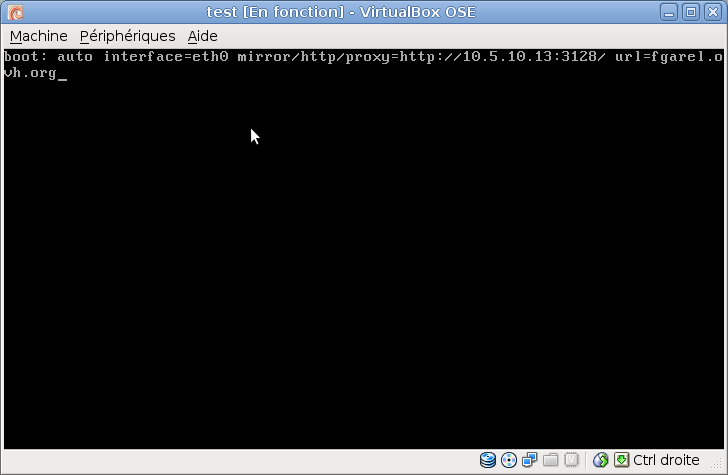 test [En fonction] - VirtualBox OSE
Machine Périphériques Aide
boot: auto interface=eth0 mirror/http/proxy=http://10.5.10.13:3128/ url=fgarel.o
vh.org_
Ctrl droite